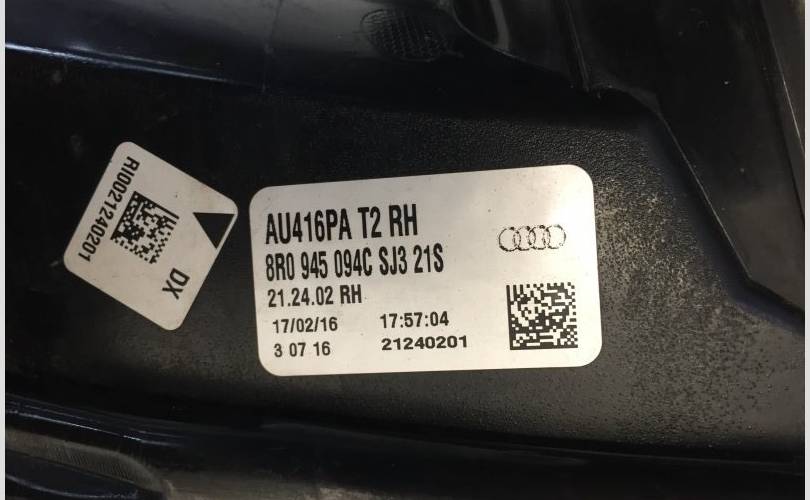 RI0021240201
DX
AU416PA T2 RH
8R0 945 094C SJ3 21S
21.24.02 RH
17/02/16 17:57:04
3 07 16 21240201